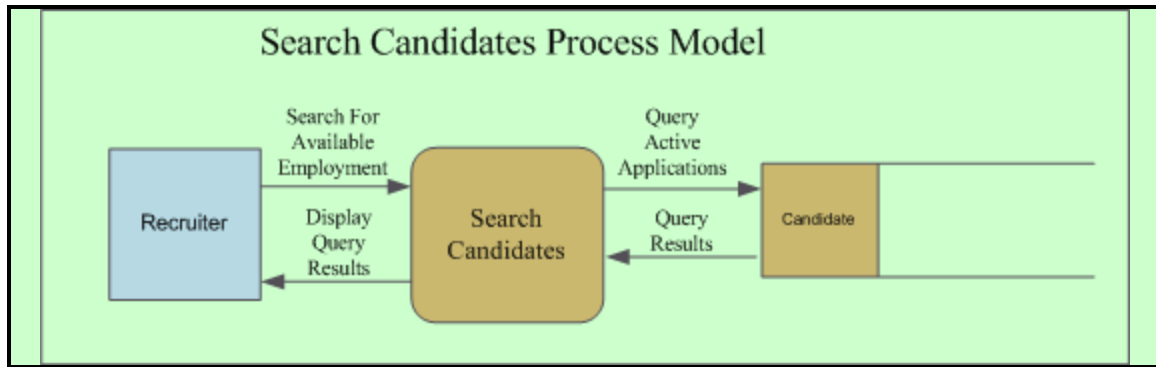 Search Candidates Process Model
Search For
Available
Employment
Query
Active
Applications
Recruiter
Search
Candidates
Candidate
Display
Query
Results
Query
Results